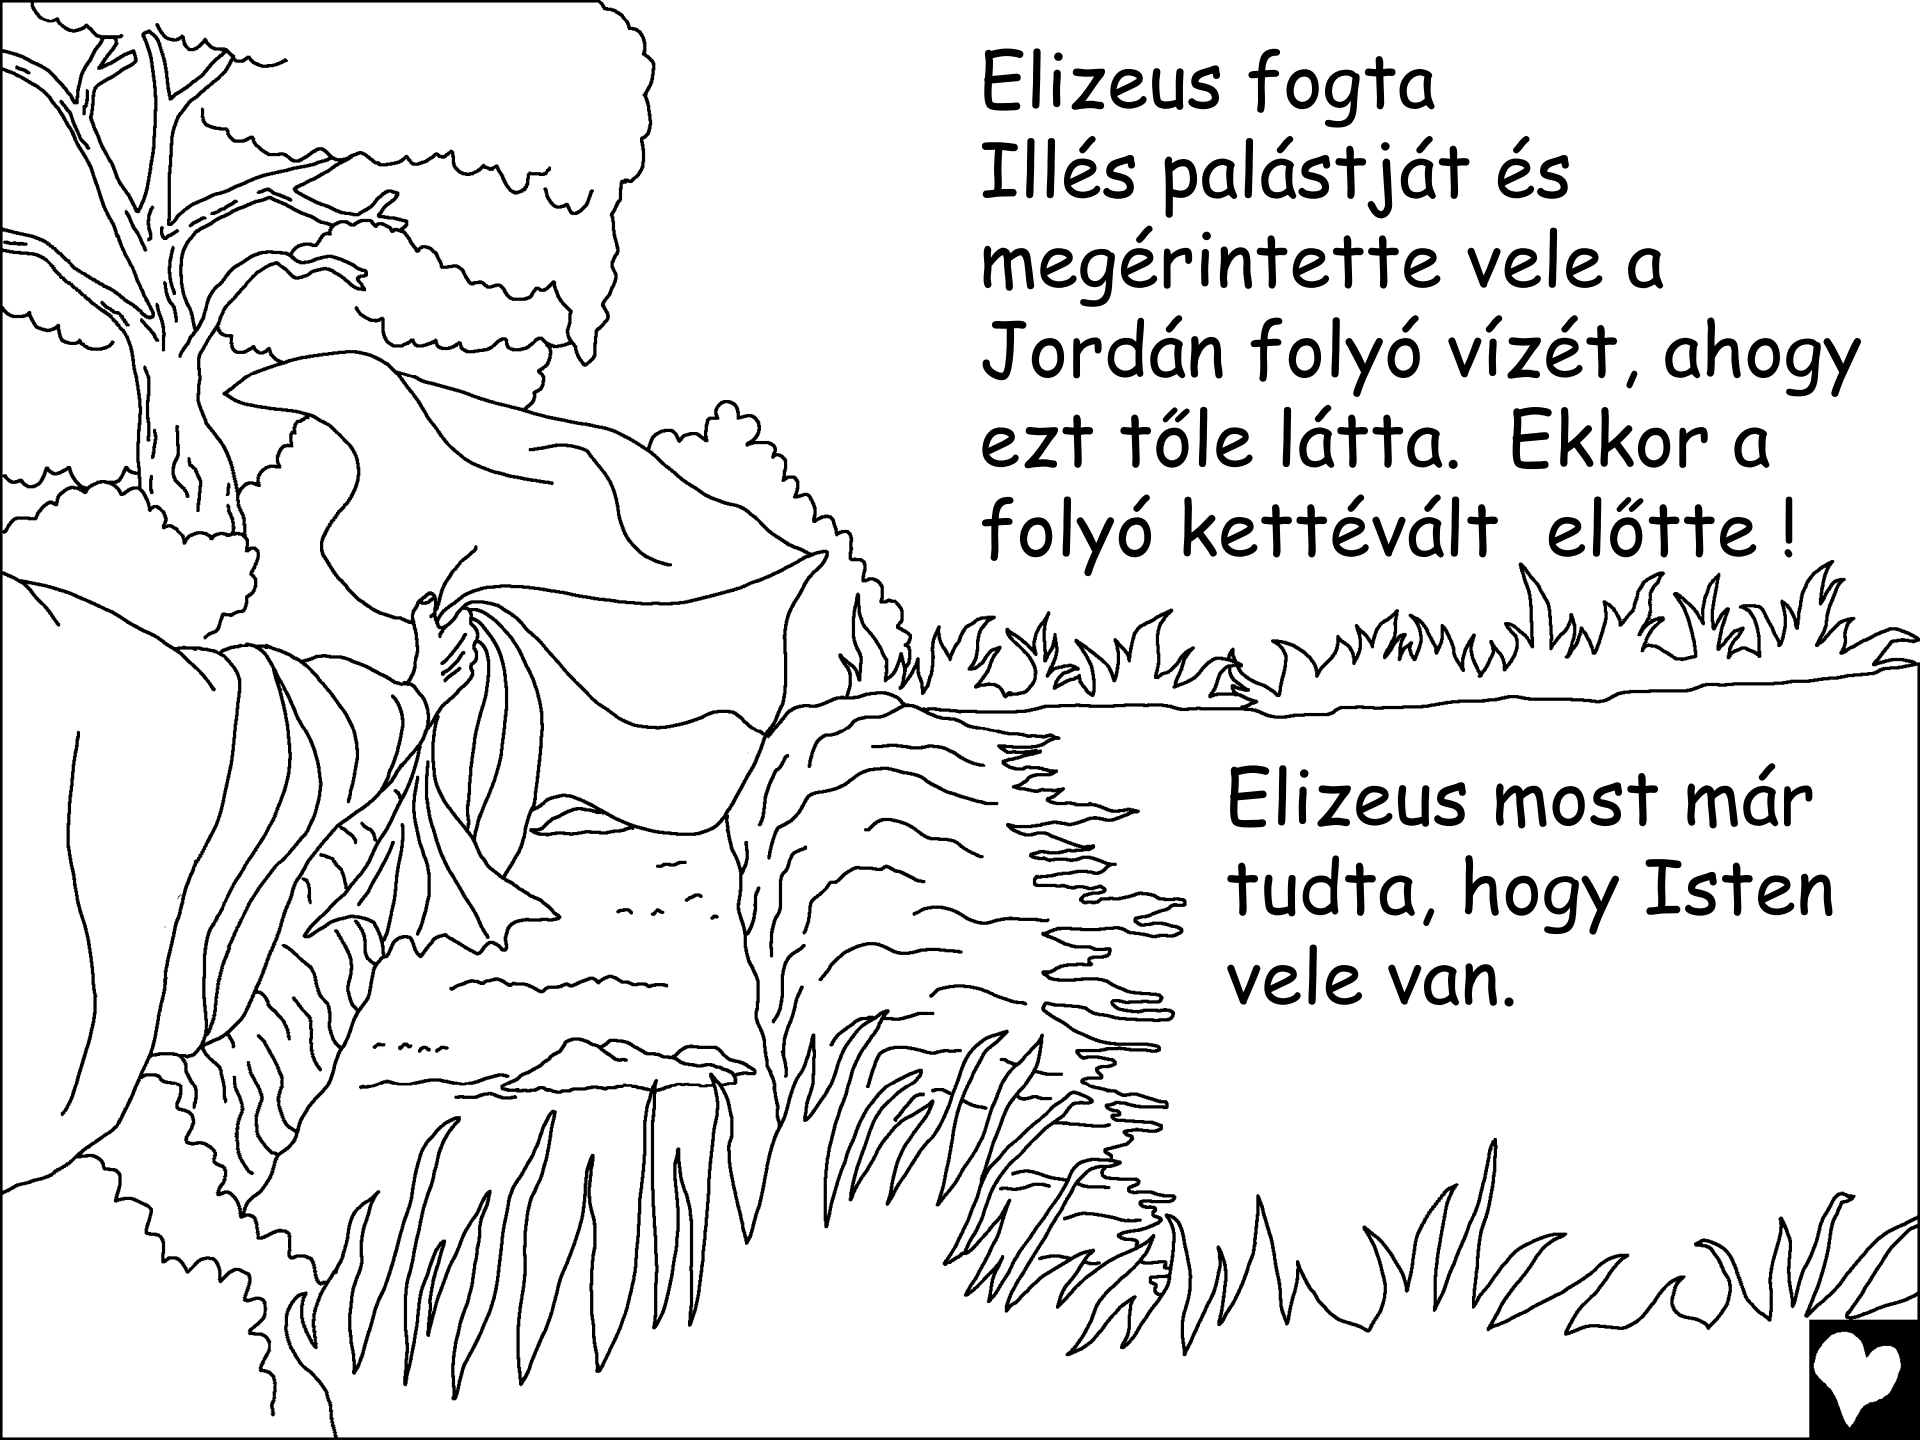 Elizeus fogta
Illés palástját és
megérintette vele a
Jordán folyó vízét, ahogy
ezt tőle látta.  Ekkor a
folyó kettévált  előtte !
Elizeus most már
tudta, hogy Isten
vele van.